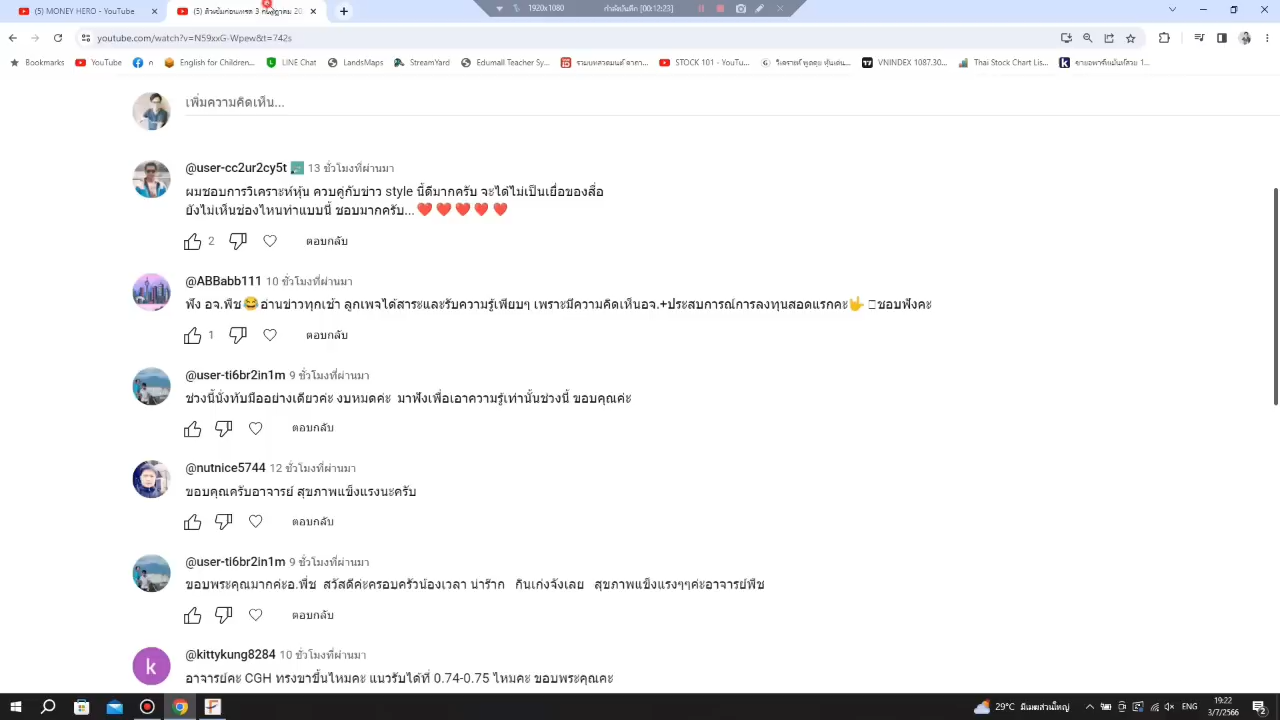 (5) MONEY HERO - YouTube
1920x1080
กำลังบันทึก [00:12:23]
youtube.com/watch?v=N59xxG-Wpew&t=742s
Bookmarks
YouTube
ก
English for Children...
LINE Chat
LandsMaps
StreamYard
Edumall Teacher Sy...
STOCK 101 - YouTu...
VNINDEX 1087.30...
Thai Stock Chart Lis...
เพิ่มความคิดเห็น...
@user-cc2ur2cy5t 13 ชั่วโมงที่ผ่านมา
ผมชอบการวิเคราะห์หุ้น ควบคู่กับข่าว style นี้ดีมากครับ จะได้ไม่เป็นเยื่อของสื่อ
ยังไม่เห็นช่องไหนทำแบบนี้ ชอบมากครับ...❤️❤️❤️❤️❤️
2 ตอบกลับ
@ABBabb111 10 ชั่วโมงที่ผ่านมา
ฟัง อจ.พีช😂อ่านข่าวทุกเช้า ลูกเพจได้สาระและรับความรู้เพียบๆ เพราะมีความคิดเห็นอจ.+ประสบการณ์การลงทุนสอดแรกคะ🤟 ชอบฟังคะ
1 ตอบกลับ
@user-ti6br2in1m 9 ชั่วโมงที่ผ่านมา
ช่วงนี้นั่งทับมืออย่างเดียวค่ะ งบหมดค่ะ มาฟังเพื่อเอาความรู้เท่านั้นช่วงนี้ ขอบคุณค่ะ
ตอบกลับ
@nutnice5744 12 ชั่วโมงที่ผ่านมา
ขอบคุณครับอาจารย์ สุขภาพแข็งแรงนะครับ
ตอบกลับ
@user-ti6br2in1m 9 ชั่วโมงที่ผ่านมา
ขอบพระคุณมากค่ะอ.พี่ช สวัสดีค่ะครอบครัวน้องเวลา น่าร๊าก กินเก่งจังเลย สุขภาพแข็งแรงๆๆค่ะอาจารย์พีช
ตอบกลับ
k
@kittykung8284 10 ชั่วโมงที่ผ่านมา
อาจารย์คะ CGH ทรงขาขึ้นไหมคะ แนวรับได้ที่ 0.74-0.75 ไหมคะ ขอบพระคุณคะ
29°C มีเมฆส่วนใหญ่
ENG
19:22
3/7/2566
2